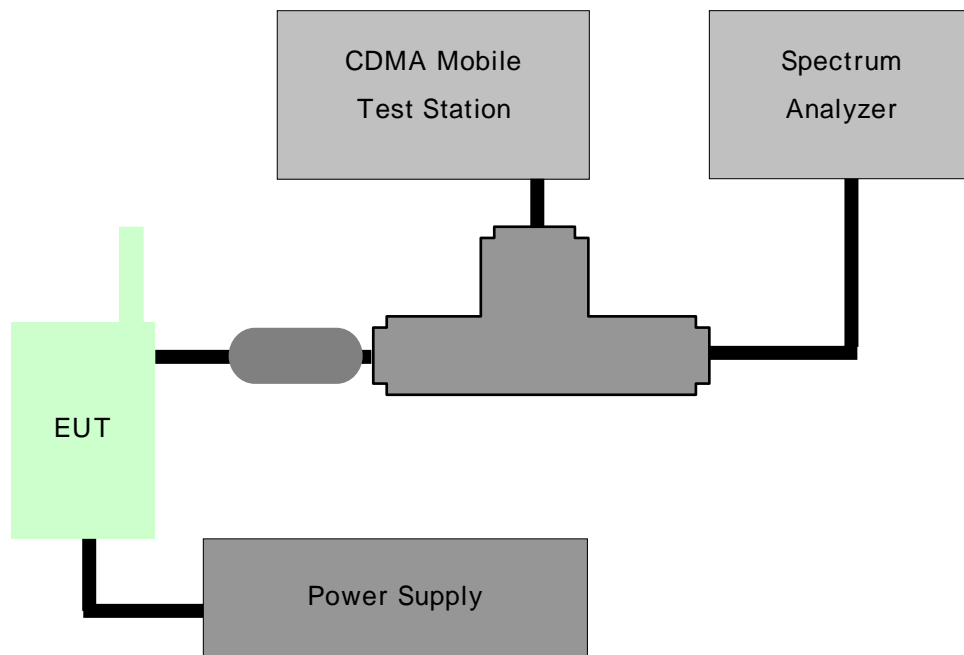 CDMA Mobile
Test Station
Spectrum
Analyzer
EUT
Power Supply